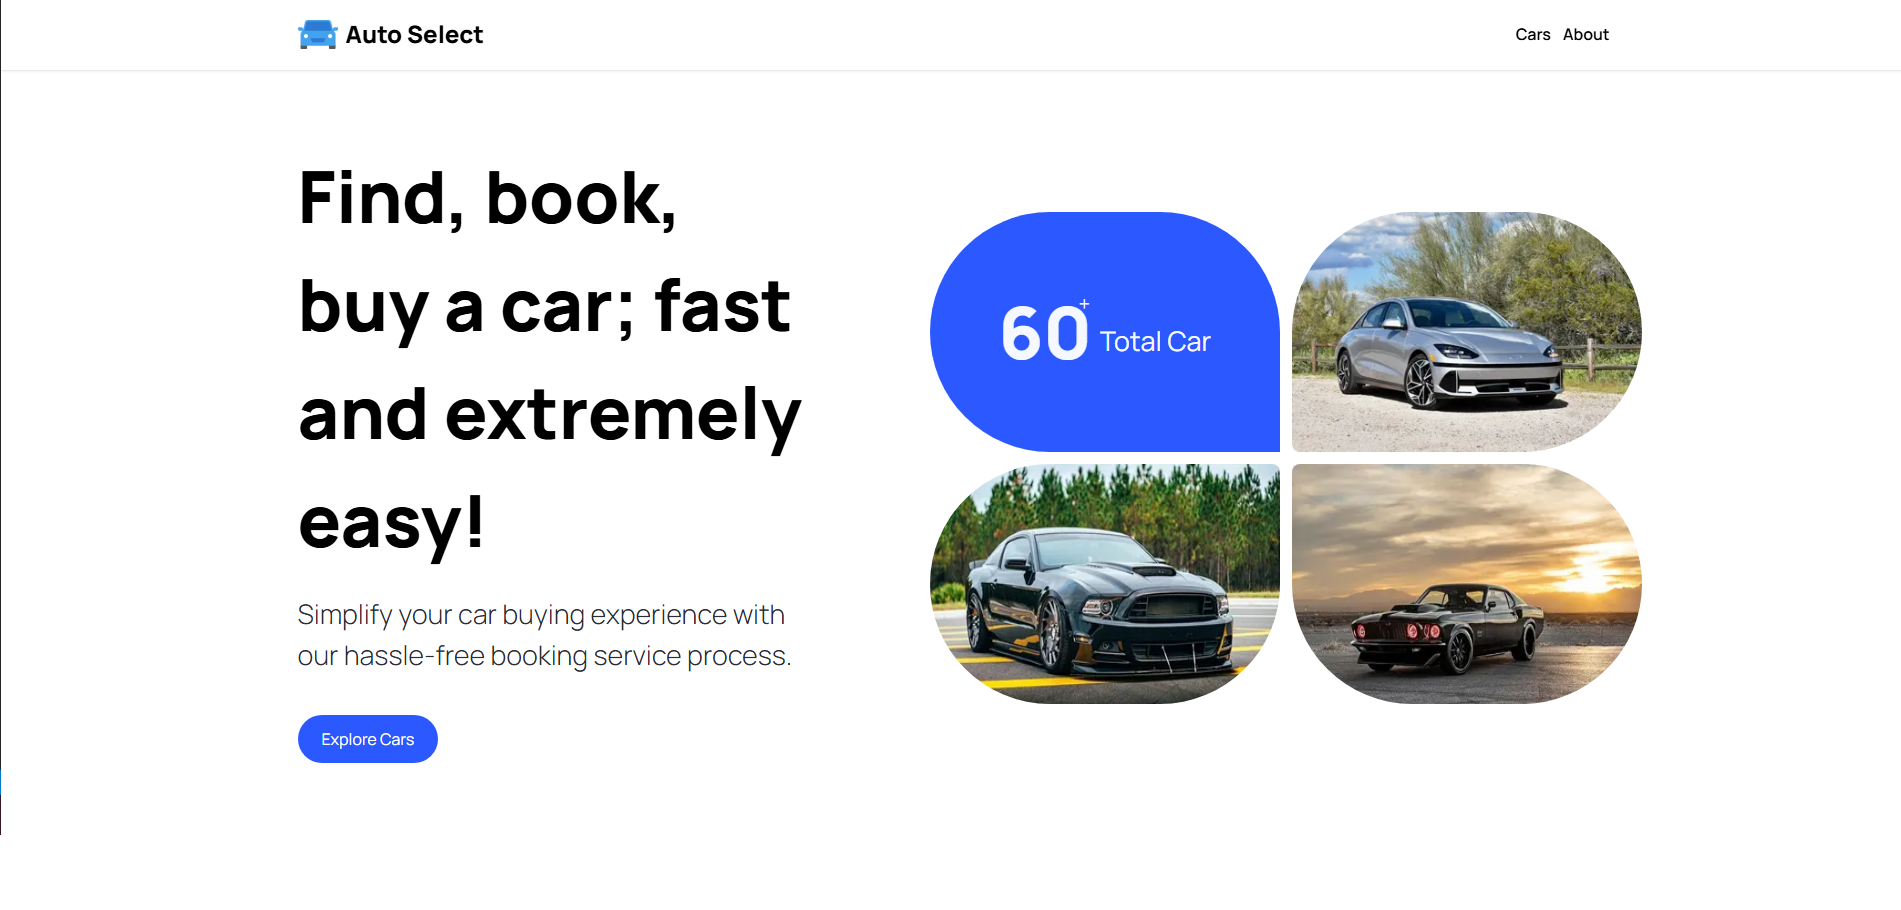 Auto Select
Cars About
Find, book,
buy a car; fast
and extremely
easy!
Simplify your car buying experience with
our hassle-free booking service process.
Explore Cars
60+ Total Car